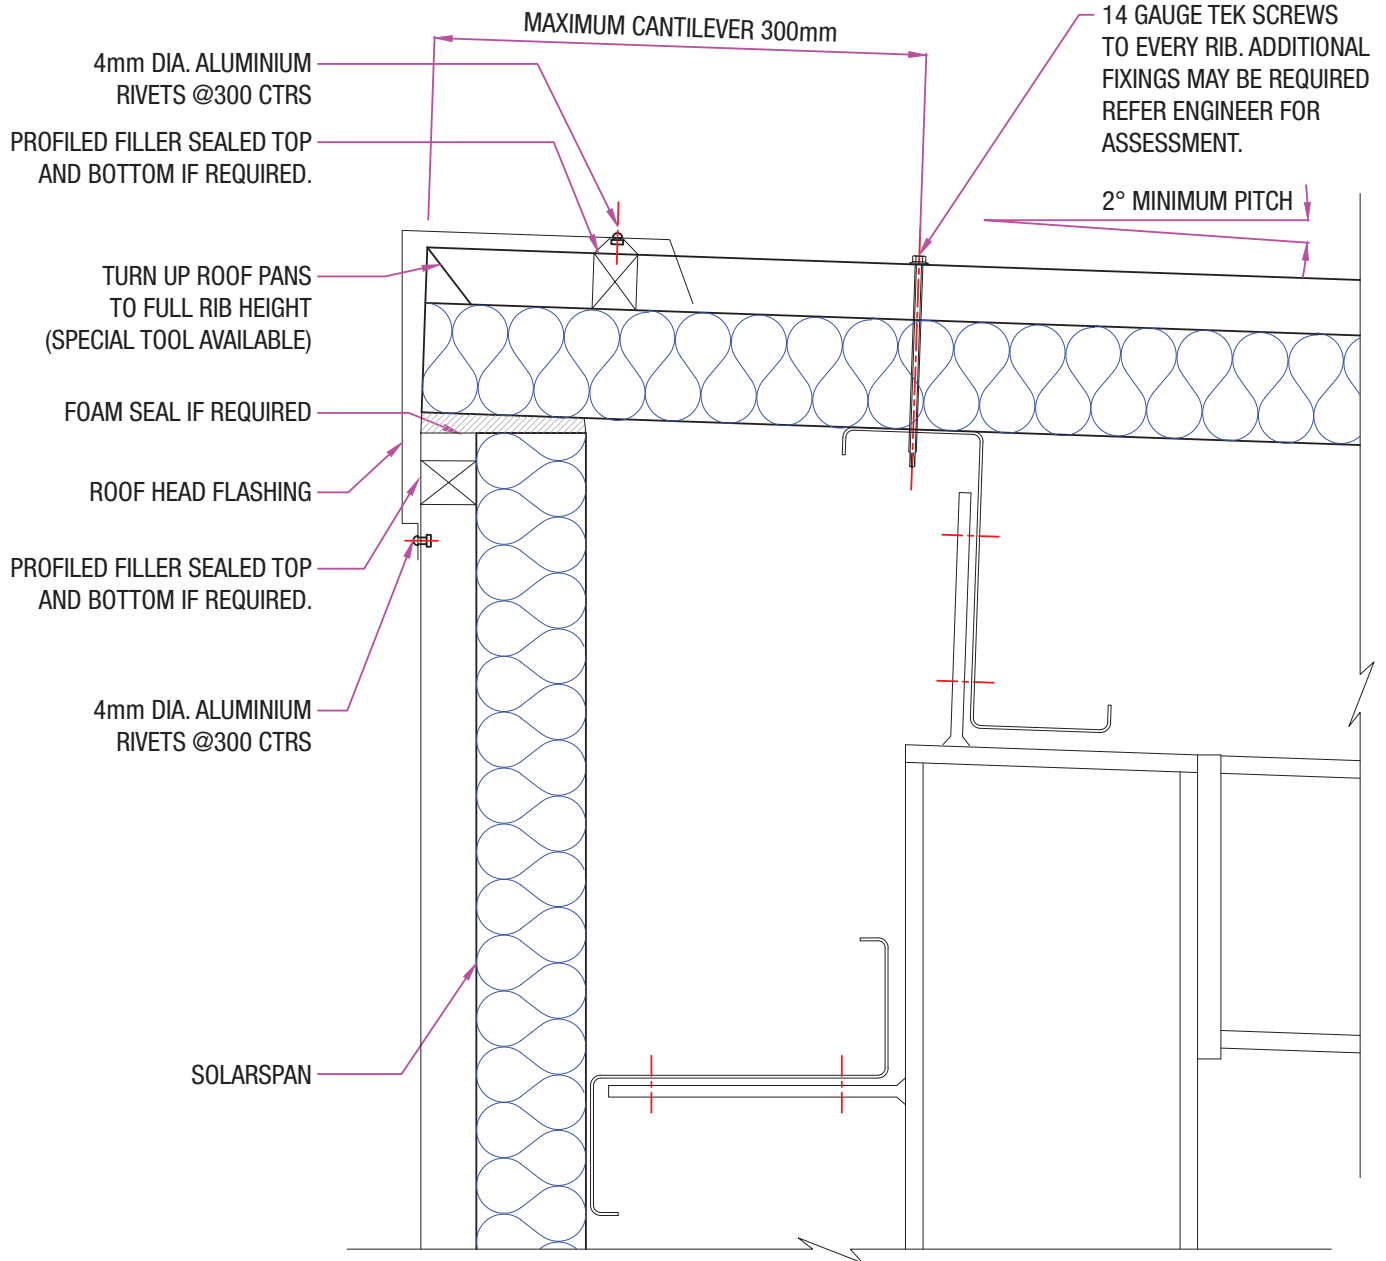 MAXIMUM CANTILEVER 300mm
14 GAUGE TEK SCREWS
TO EVERY RIB. ADDITIONAL
FIXINGS MAY BE REQUIRED
REFER ENGINEER FOR
ASSESSMENT.
4mm DIA. ALUMINIUM
RIVETS @300 CTRS
PROFILED FILLER SEALED TOP
AND BOTTOM IF REQUIRED.
2° MINIMUM PITCH
TURN UP ROOF PANS
TO FULL RIB HEIGHT
(SPECIAL TOOL AVAILABLE)
FOAM SEAL IF REQUIRED
ROOF HEAD FLASHING
PROFILED FILLER SEALED TOP
AND BOTTOM IF REQUIRED.
4mm DIA. ALUMINIUM
RIVETS @300 CTRS
SOLARSPAN